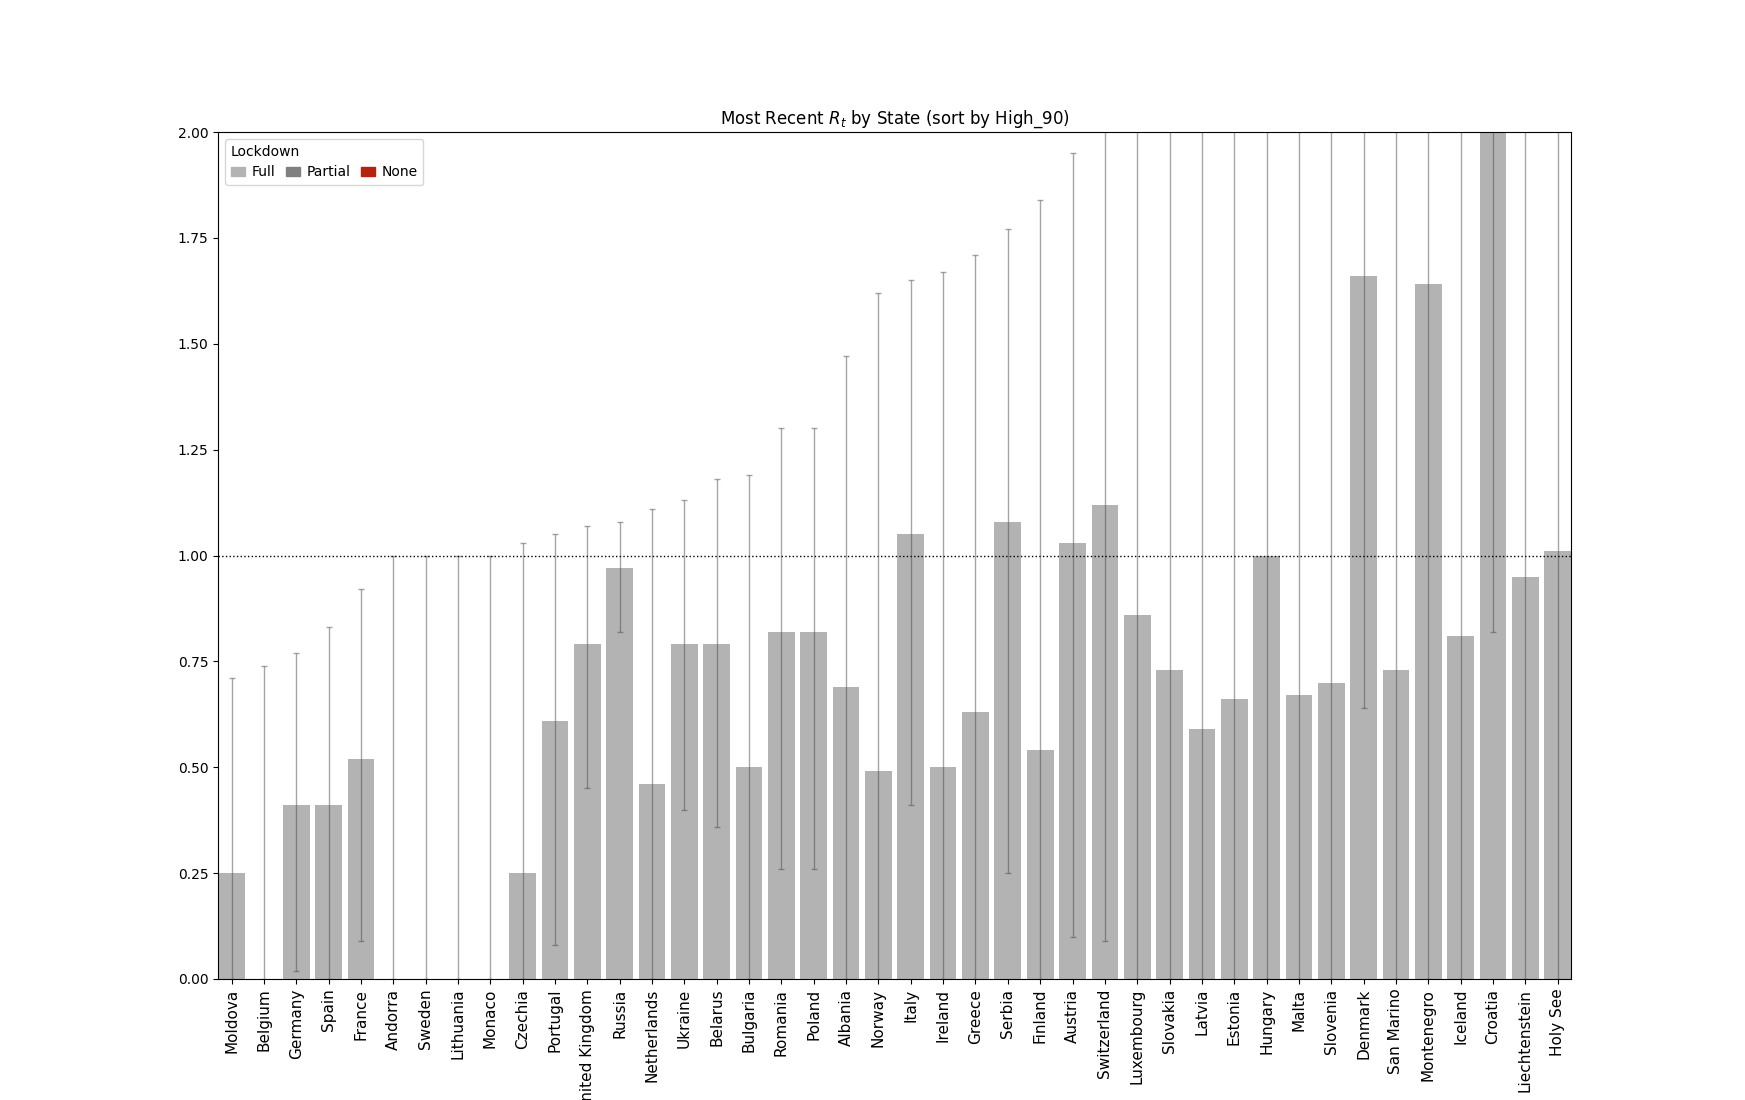 Most Recent R_t by State (sort by High_90)
2.00
Lockdown
Full Partial None
1.75
1.50
1.25
1.00
0.75
0.50
0.25
0.00
Moldova
Belgium
Germany
Spain
France
Andorra
Sweden
Lithuania
Monaco
Czechia
Portugal
nited Kingdom
Russia
Netherlands
Ukraine
Belarus
Bulgaria
Romania
Poland
Albania
Norway
Italy
Ireland
Greece
Serbia
Finland
Austria
Switzerland
Luxembourg
Slovakia
Latvia
Estonia
Hungary
Malta
Slovenia
Denmark
San Marino
Montenegro
Iceland
Croatia
Liechtenstein
Holy See